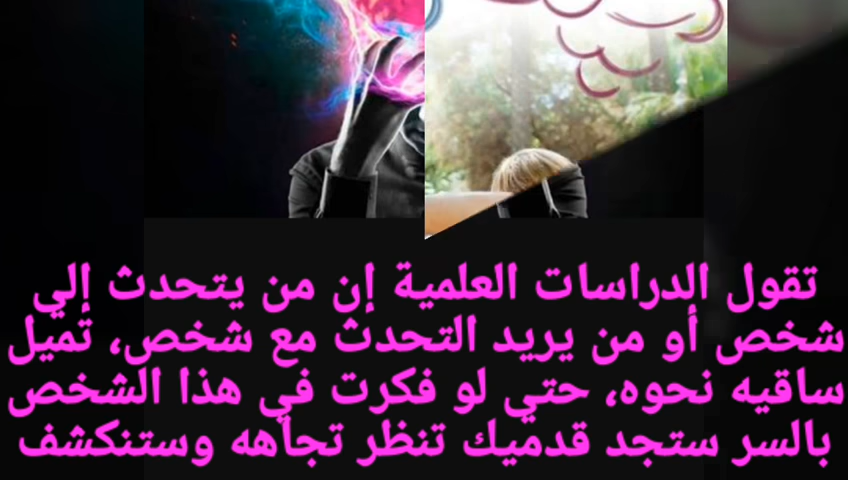 تقول الدراسات العلمية إن من يتحدث إلي
شخص أو من يريد التحدث مع شخص، تميل
ساقيه نحوه، حتي لو فكرت في هذا الشخص
بالسر ستجد قدميك تنظر تجاهه وستنكشف